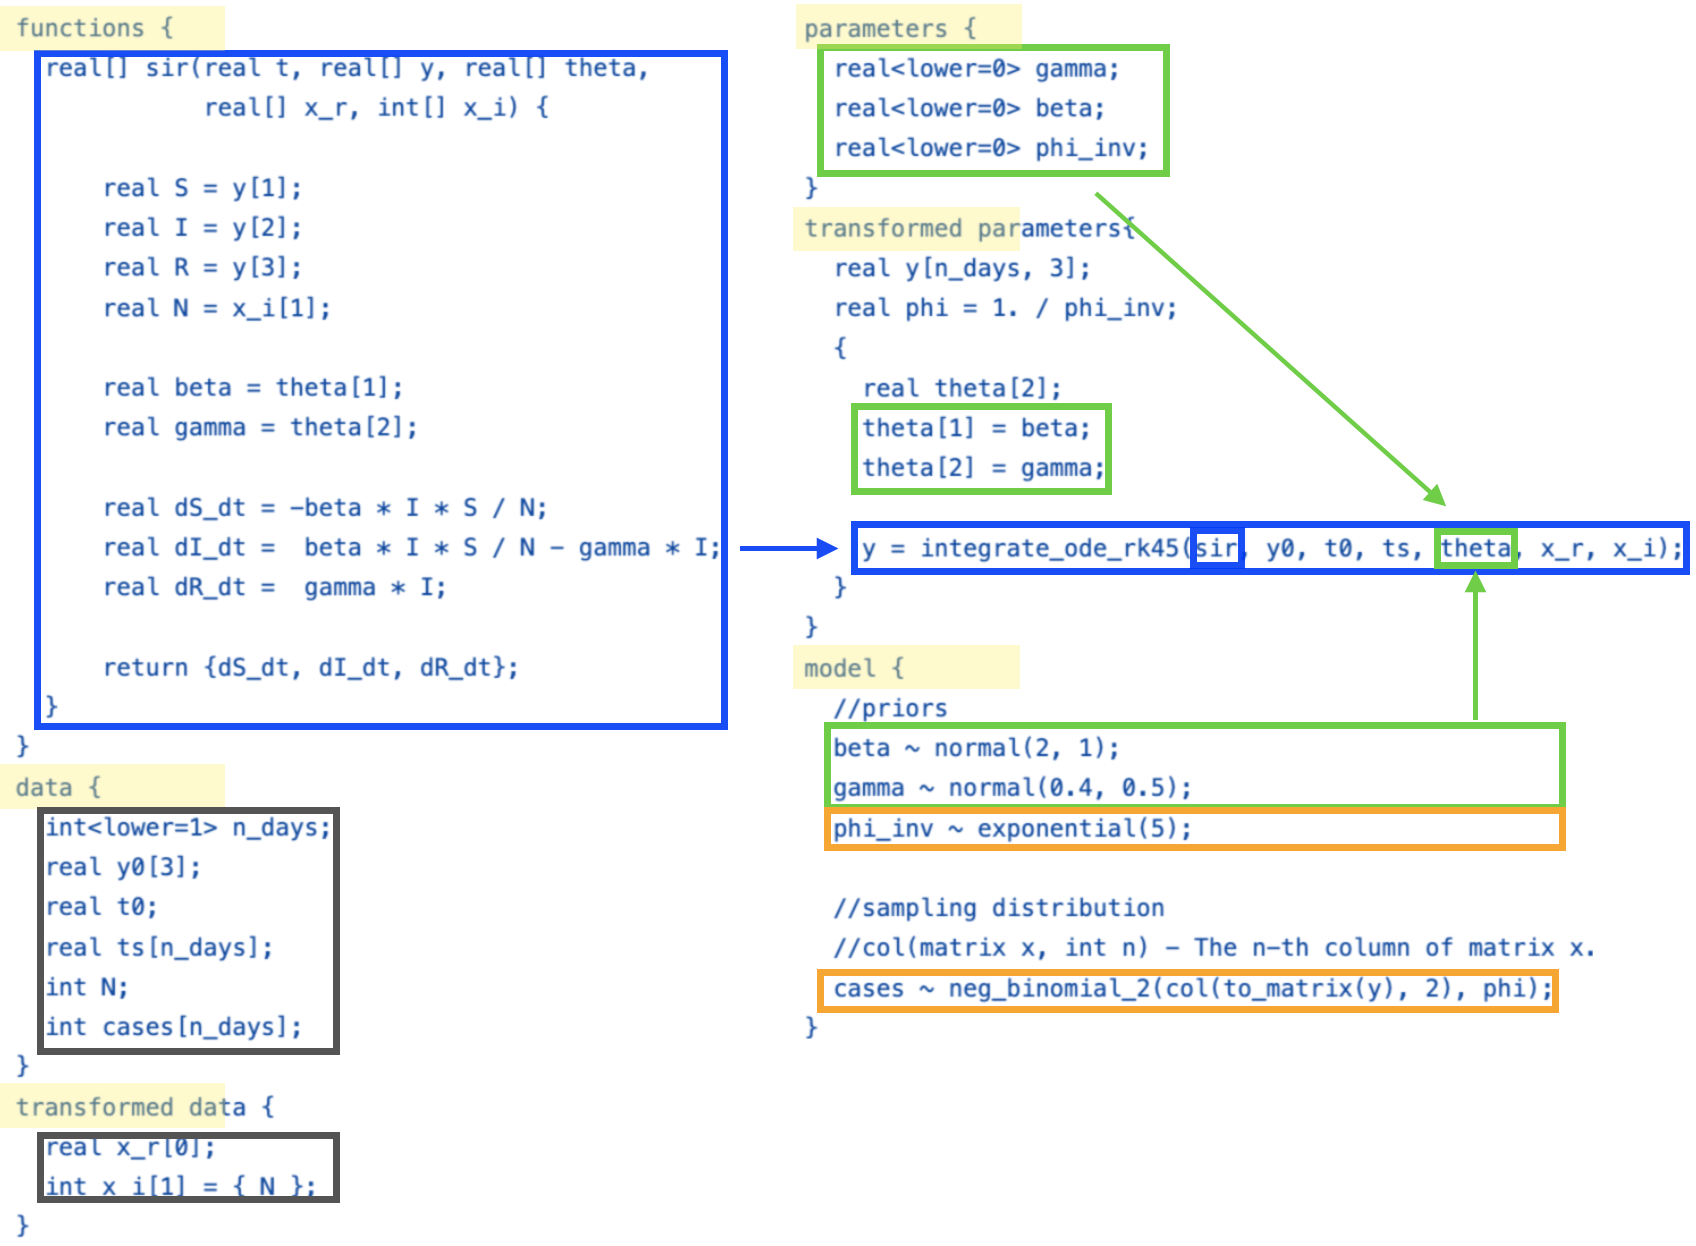 functions {
real[] sir(real t, real[] y, real[] theta,
real[] x_r, int[] x_i) {
real S = y[1];
real I = y[2];
real R = y[3];
real N = x_i[1];
real beta = theta[1];
real gamma = theta[2];
real dS_dt = -beta * I * S / N;
real dI_dt =  beta * I * S / N - gamma * I;
real dR_dt =  gamma * I;
return {dS_dt, dI_dt, dR_dt};
}
}
data {
int<lower=1> n_days;
real y0[3];
real t0;
real ts[n_days];
int N;
int cases[n_days];
}
transformed data {
real x_r[0];
int x_i[1] = { N };
}
parameters {
real<lower=0> gamma;
real<lower=0> beta;
real<lower=0> phi_inv;
}
transformed parameters{
real y[n_days, 3];
real phi = 1. / phi_inv;
{
real theta[2];
theta[1] = beta;
theta[2] = gamma;
y = integrate_ode_rk45(sir, y0, t0, ts, theta, x_r, x_i);
}
}
model {
//priors
beta ~ normal(2, 1);
gamma ~ normal(0.4, 0.5);
phi_inv ~ exponential(5);
//sampling distribution
//col(matrix x, int n) - The n-th column of matrix x.
cases ~ neg_binomial_2(col(to_matrix(y), 2), phi);
}